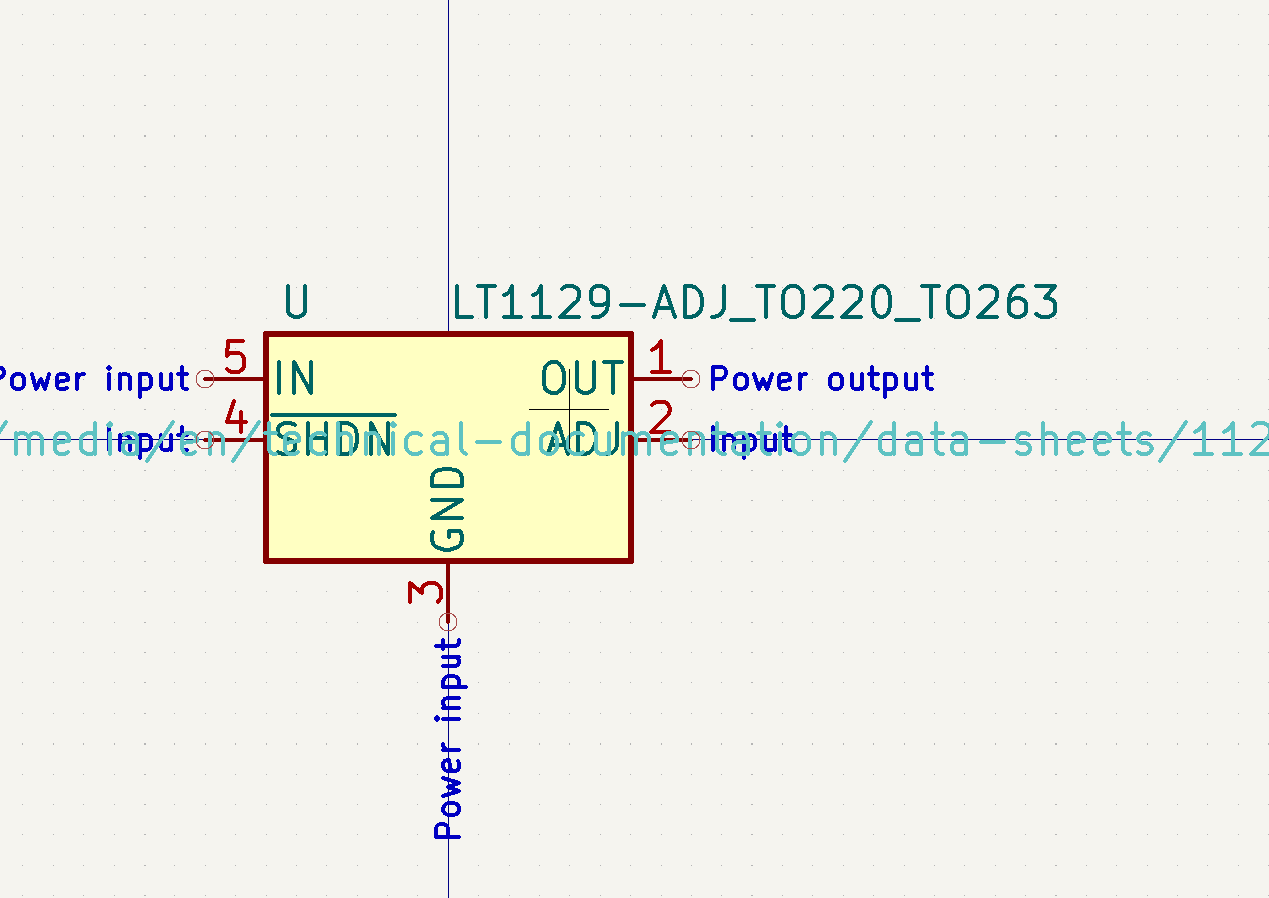 U LT1129-ADJ_TO220_TO263
Power input 5 IN OUT 1 Power output
4 2
Input SHDN ADJ Input
/media/en/technical-documentation/data-sheets/112
GND
3
Power input